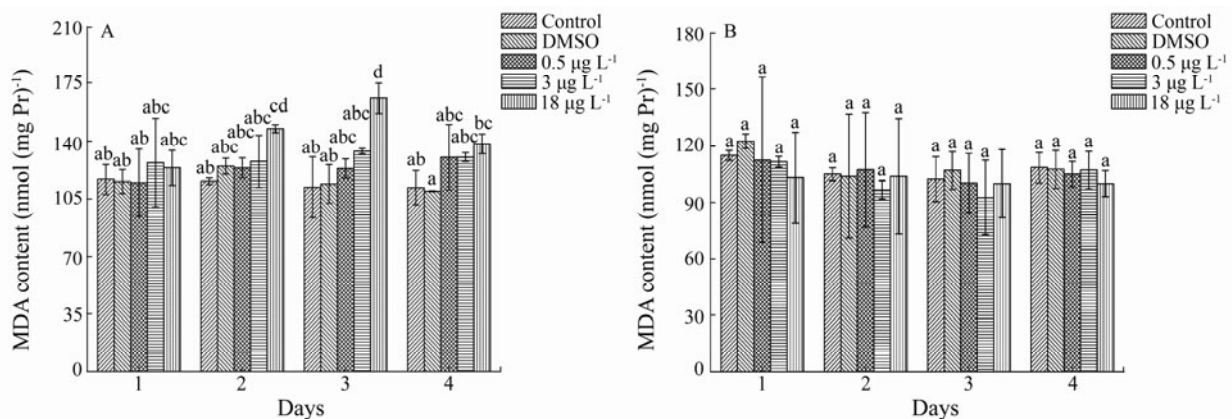 A
MDA content (nmol (mg Pr)⁻¹)
210
175
140
105
70
35
0
ab ab ab abc abc
ab abc abc abc cd
ab ab abc abc d
ab a abc abc bc
1 2 3 4
Days
Control
DMSO
0.5 μg L⁻¹
3 μg L⁻¹
18 μg L⁻¹
B
MDA content (nmol (mg Pr)⁻¹)
180
150
120
90
60
30
0
a a a a a
a a a a a
a a a a
a a a a a
1 2 3 4
Days
Control
DMSO
0.5 μg L⁻¹
3 μg L⁻¹
18 μg L⁻¹